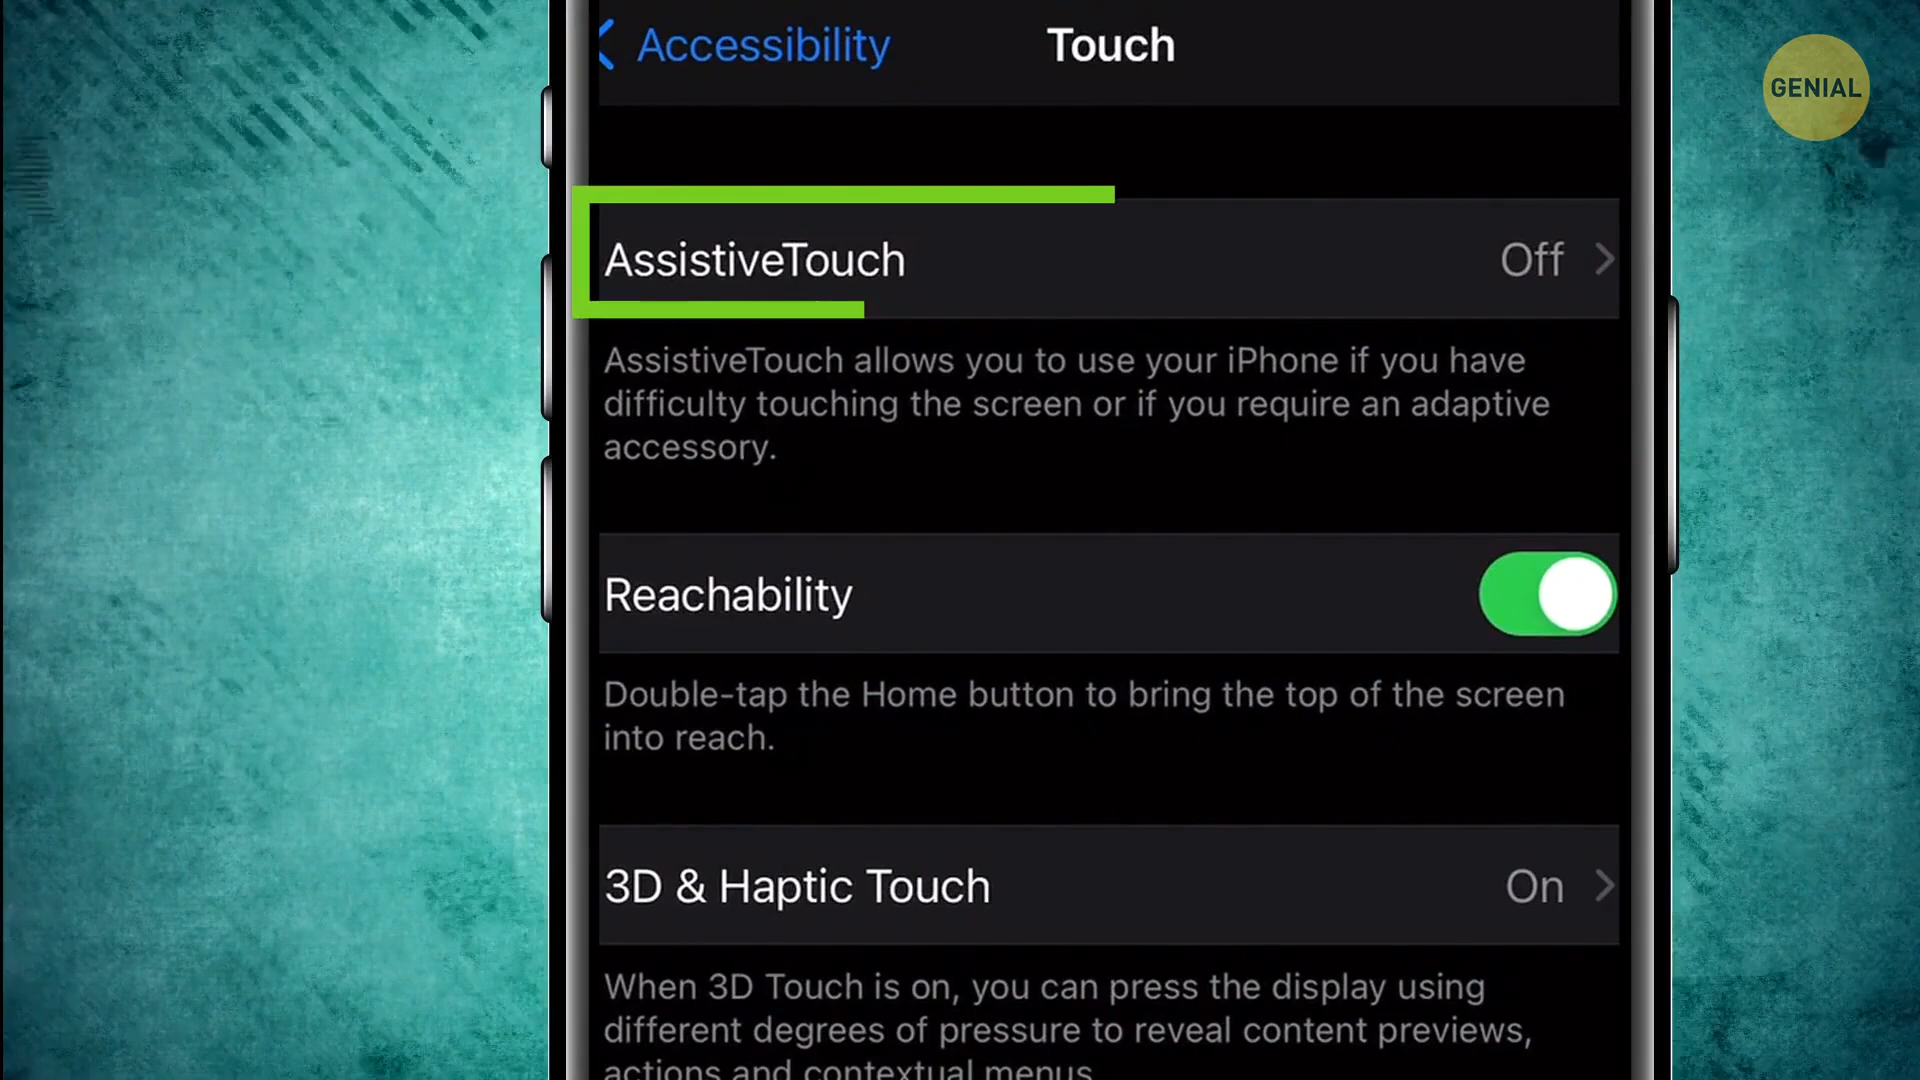 Accessibility
Touch
GENIAL
AssistiveTouch
Off
AssistiveTouch allows you to use your iPhone if you have
difficulty touching the screen or if you require an adaptive
accessory.
Reachability
Double-tap the Home button to bring the top of the screen
into reach.
3D & Haptic Touch
On
When 3D Touch is on, you can press the display using
different degrees of pressure to reveal content previews,
actions and contextual menus.